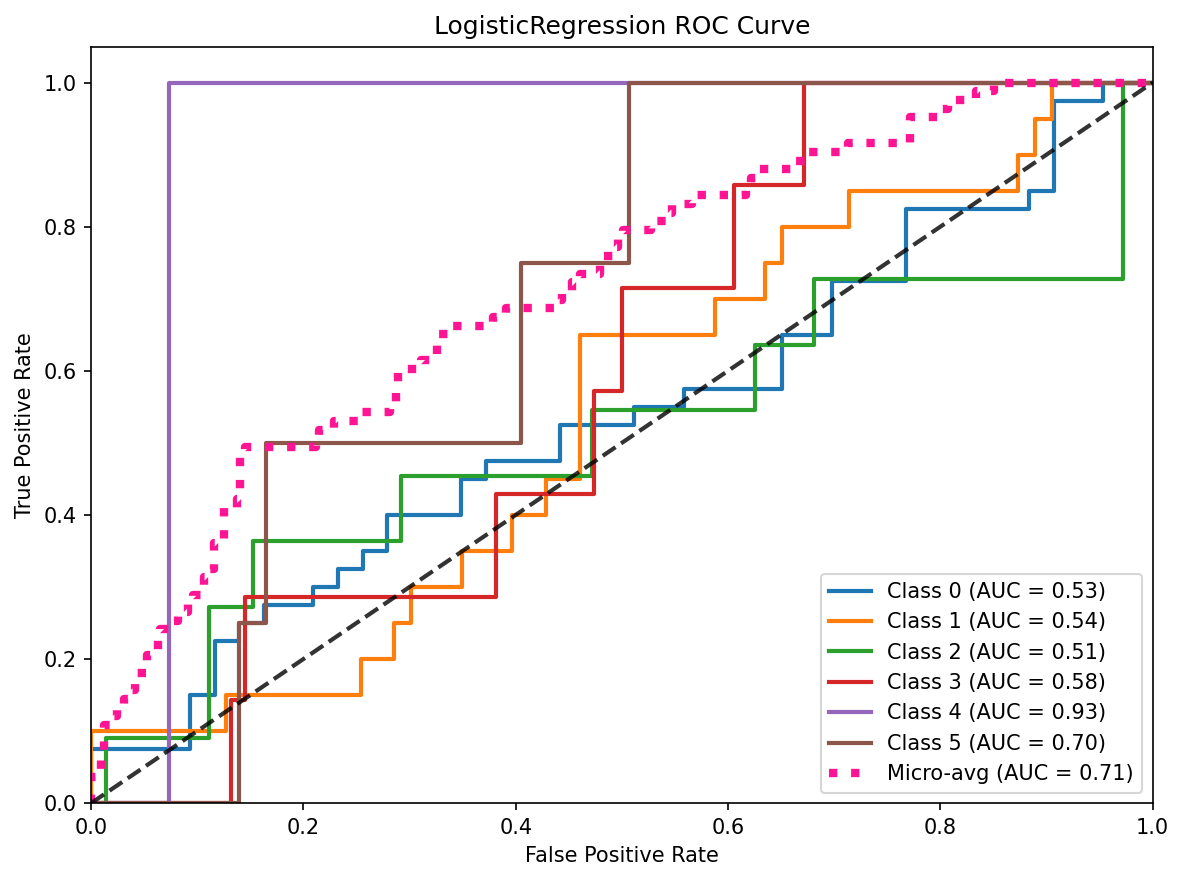 LogisticRegression ROC Curve
True Positive Rate
1.0
0.8
0.6
0.4
0.2
0.0
0.0 0.2 0.4 0.6 0.8 1.0
False Positive Rate
Class 0 (AUC = 0.53)
Class 1 (AUC = 0.54)
Class 2 (AUC = 0.51)
Class 3 (AUC = 0.58)
Class 4 (AUC = 0.93)
Class 5 (AUC = 0.70)
Micro-avg (AUC = 0.71)